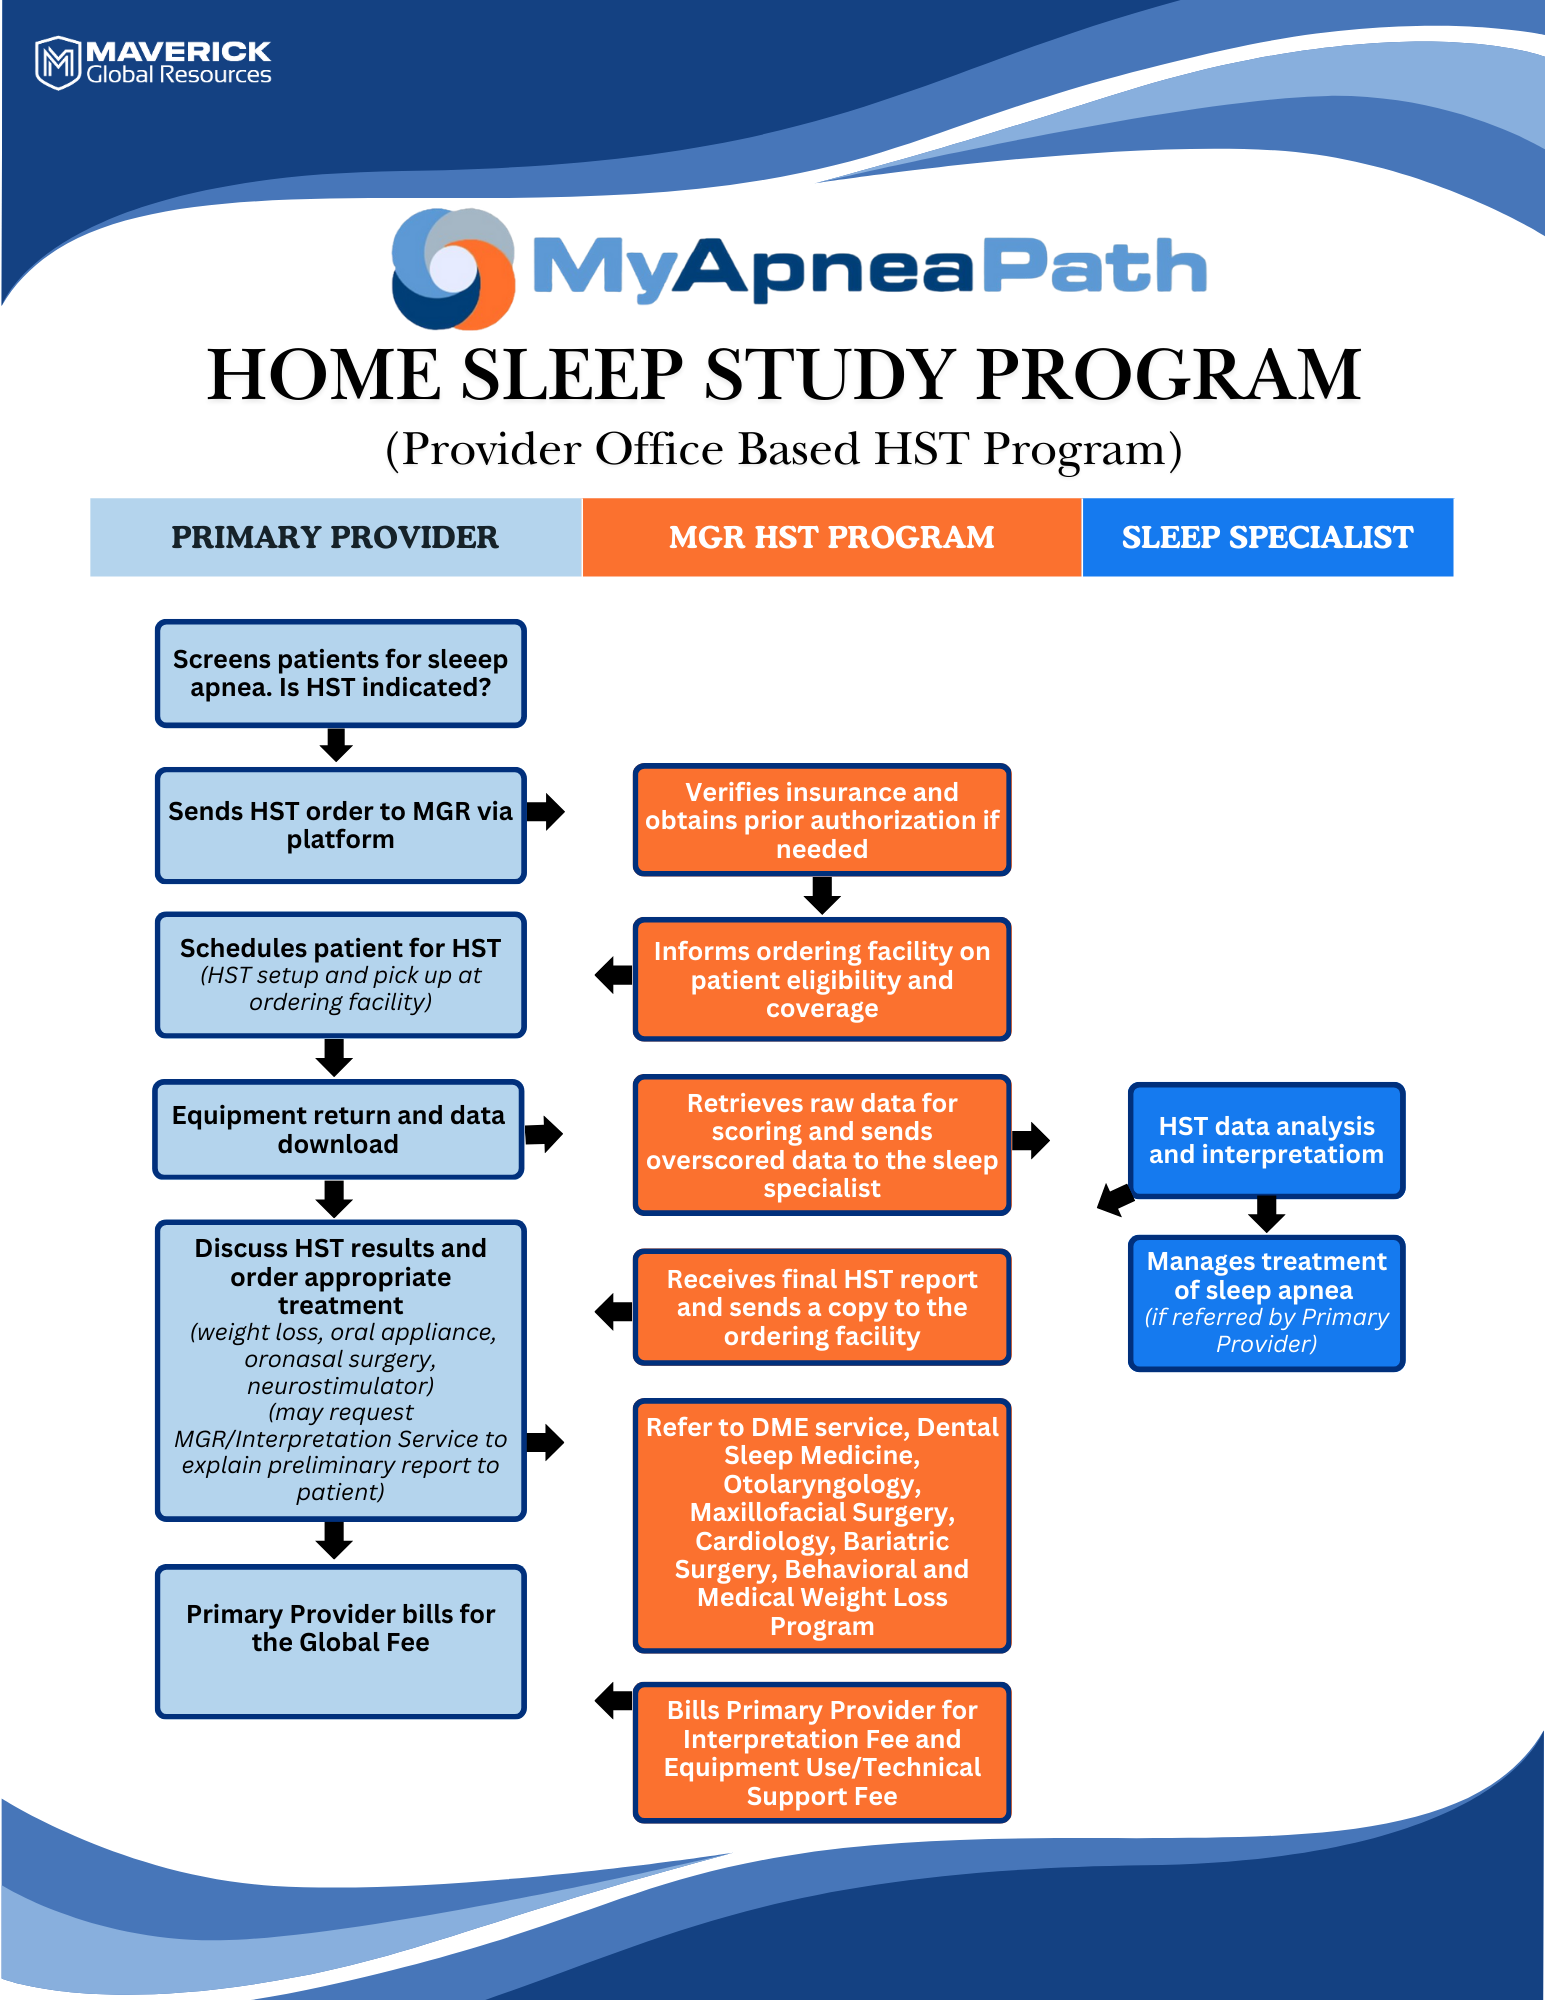 MAVERICK
Global Resources
MyApneaPath
HOME SLEEP STUDY PROGRAM
(Provider Office Based HST Program)
PRIMARY PROVIDER
MGR HST PROGRAM
SLEEP SPECIALIST
Screens patients for sleeep
apnea. Is HST indicated?
Sends HST order to MGR via
platform
Verifies insurance and
obtains prior authorization if
needed
Schedules patient for HST
(HST setup and pick up at
ordering facility)
Informs ordering facility on
patient eligibility and
coverage
Equipment return and data
download
Retrieves raw data for
scoring and sends
overscored data to the sleep
specialist
HST data analysis
and interpretatiom
Discuss HST results and
order appropriate
treatment
(weight loss, oral appliance,
oronasal surgery,
neurostimulator)
(may request
MGR/Interpretation Service to
explain preliminary report to
patient)
Receives final HST report
and sends a copy to the
ordering facility
Manages treatment
of sleep apnea
(if referred by Primary
Provider)
Refer to DME service, Dental
Sleep Medicine,
Otolaryngology,
Maxillofacial Surgery,
Cardiology, Bariatric
Surgery, Behavioral and
Medical Weight Loss
Program
Primary Provider bills for
the Global Fee
Bills Primary Provider for
Interpretation Fee and
Equipment Use/Technical
Support Fee